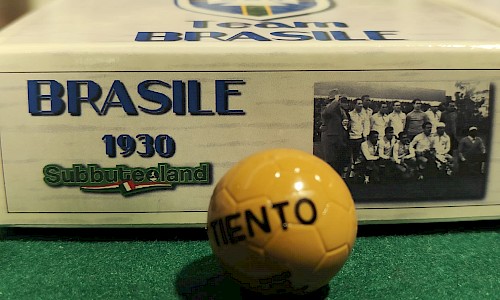 Team
BRASILE
BRASILE
1930
Subbuteoland
TIENTO